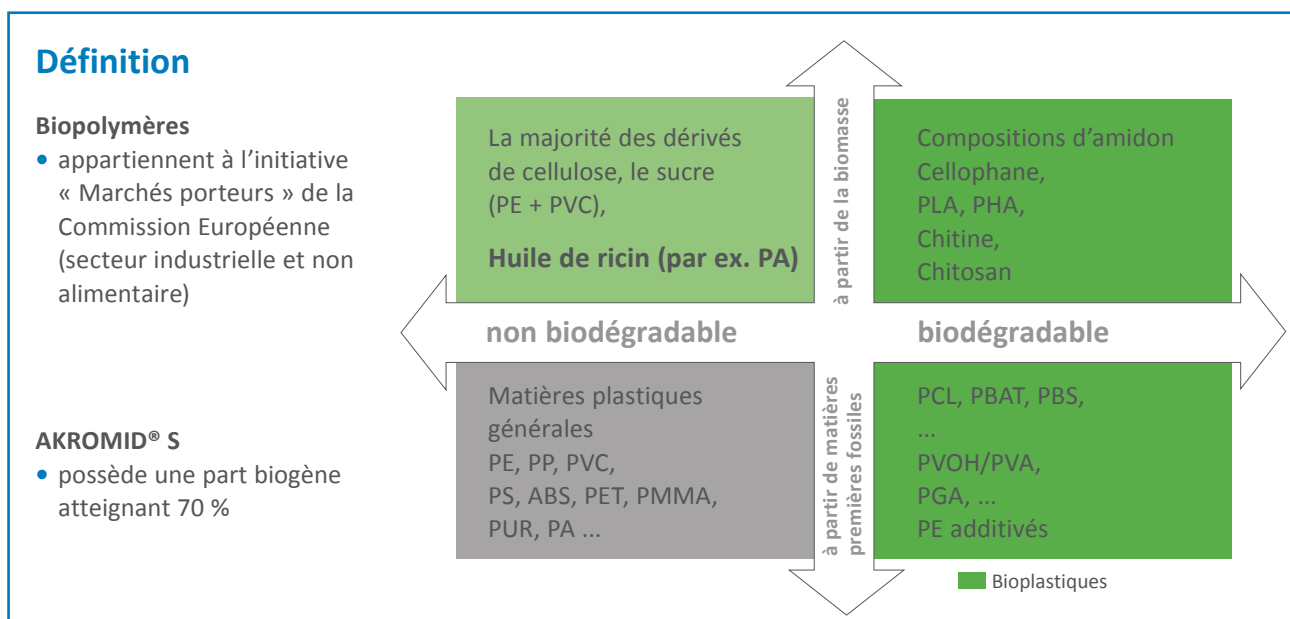 Définition
Biopolymères
• appartiennent à l’initiative
« Marchés porteurs » de la
Commission Européenne
(secteur industrielle et non
alimentaire)
AKROMID® S
• possède une part biogène
atteignant 70 %
La majorité des dérivés
de cellulose, le sucre
(PE + PVC),
Huile de ricin (par ex. PA)
à partir de la biomasse
Compositions d’amidon
Cellophane,
PLA, PHA,
Chitine,
Chitosan
non biodégradable
biodégradable
Matières plastiques
générales
PE, PP, PVC,
PS, ABS, PET, PMMA,
PUR, PA ...
à partir de matières
premières fossiles
PCL, PBAT, PBS,
...
PVOH/PVA,
PGA, ...
PE additivés
Bioplastiques